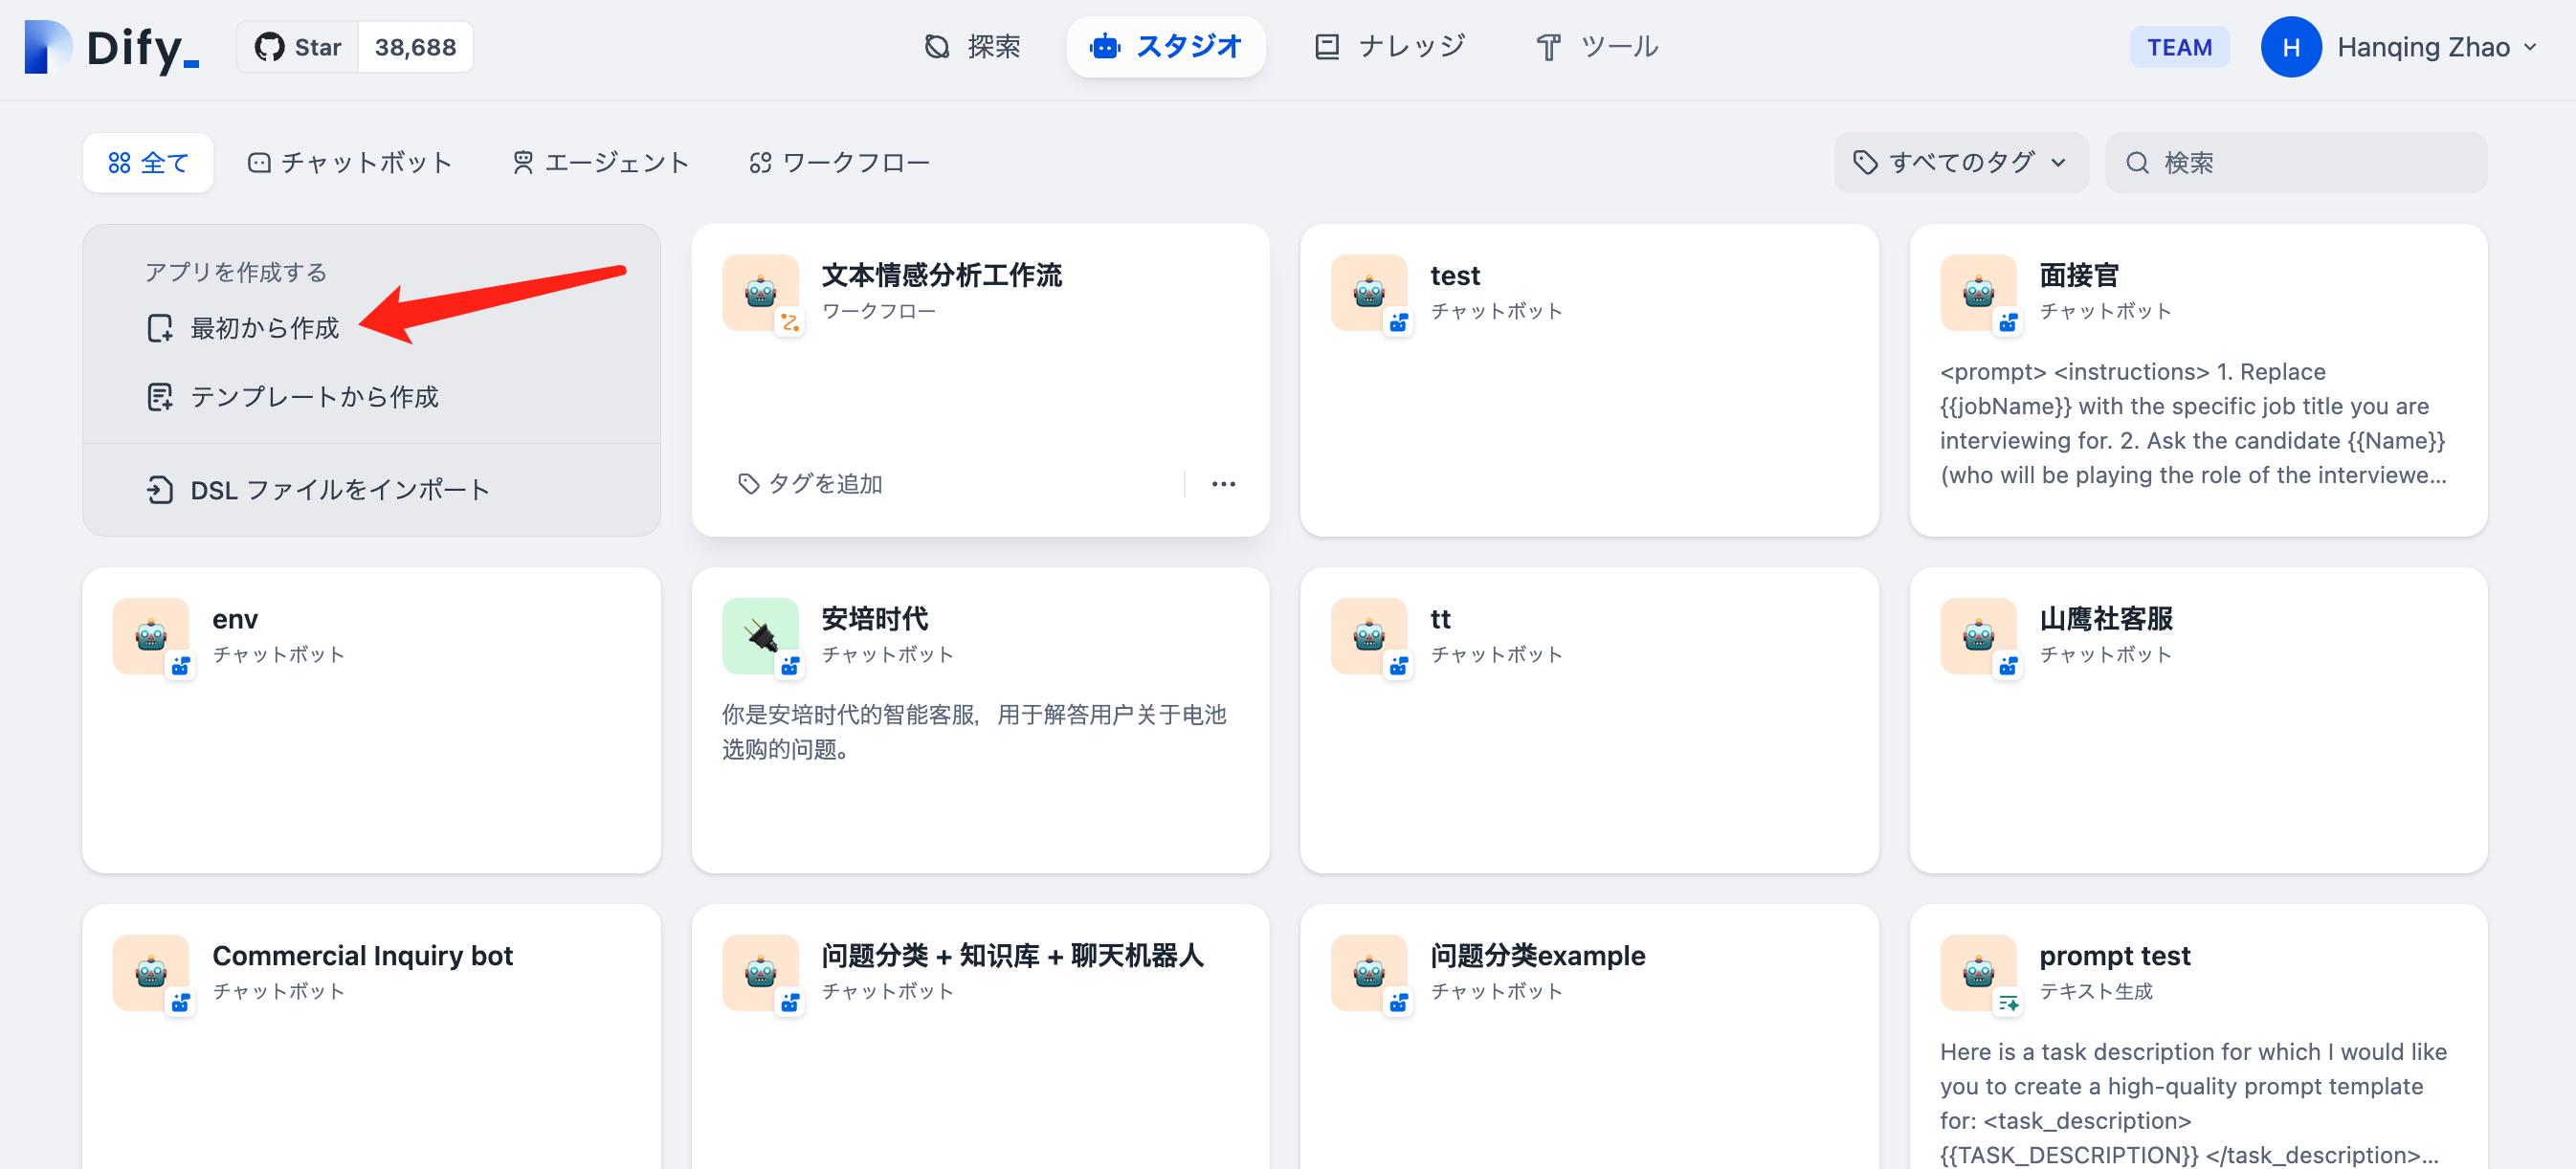 Dify_
Star 38,688
探索
スタジオ
ナレッジ
ツール
TEAM
H
Hanqing Zhao
全て
チャットボット
エージェント
ワークフロー
すべてのタグ
検索
アプリを作成する
最初から作成
テンプレートから作成
DSL ファイルをインポート
文本情感分析工作流
ワークフロー
タグを追加
test
チャットボット
面接官
チャットボット
<prompt> <instructions> 1. Replace
{{jobName}} with the specific job title you are
interviewing for. 2. Ask the candidate {{Name}}
(who will be playing the role of the interviewe...
env
チャットボット
安培时代
チャットボット
你是安培时代的智能客服，用于解答用户关于电池
选购的问题。
tt
チャットボット
山鹰社客服
チャットボット
Commercial Inquiry bot
チャットボット
问题分类 + 知识库 + 聊天机器人
チャットボット
问题分类example
チャットボット
prompt test
テキスト生成
Here is a task description for which I would like
you to create a high-quality prompt template
for: <task_description>
{{TASK_DESCRIPTION}} </task_description>...